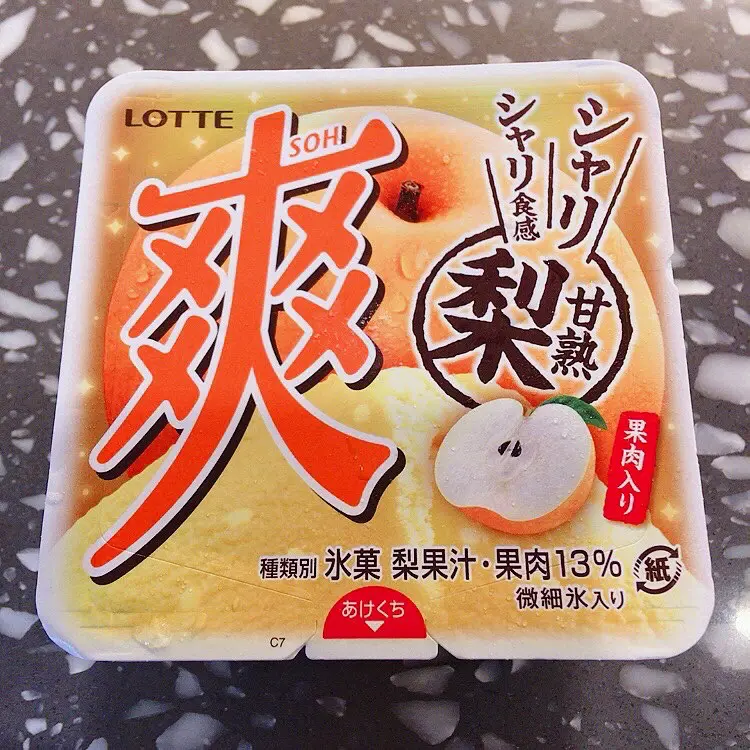 LOTTE
爽
SOH
シャリ
シャリ食感
甘熟
梨
果肉入り
種類別 氷菓 梨果汁・果肉13%
微細氷入り
紙
あけくち
C7